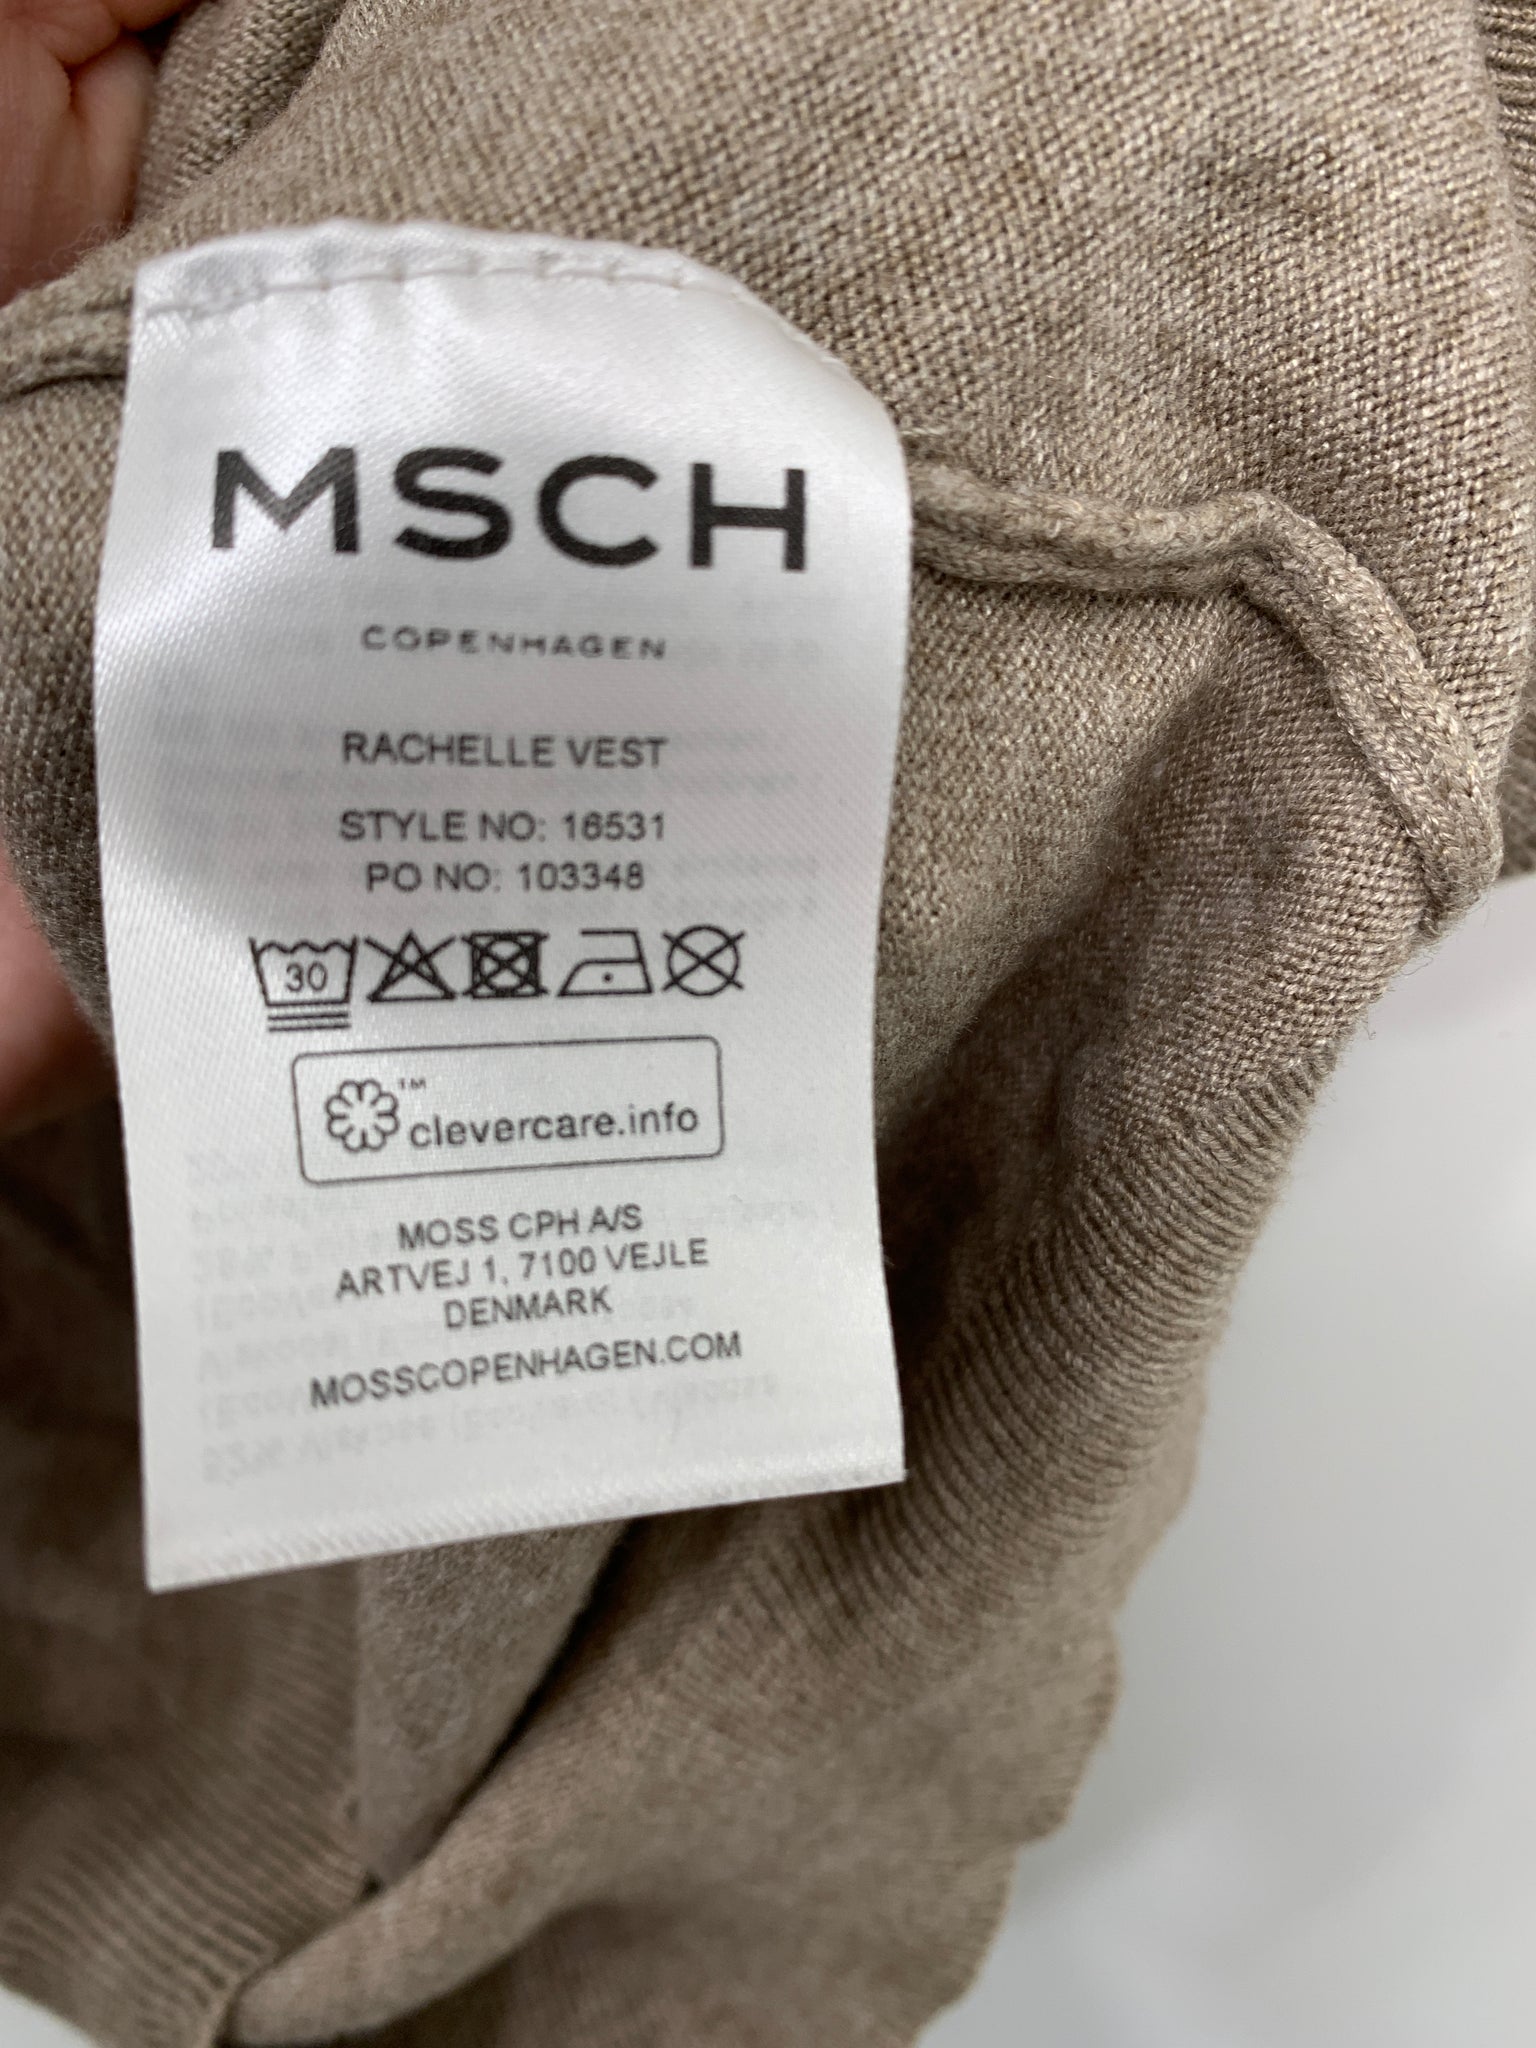 MSCH
COPENHAGEN
RACHELLE VEST
STYLE NO: 16531
PO NO: 103348
30
™
clevercare.info
MOSS CPH A/S
ARTVEJ 1, 7100 VEJLE
DENMARK
MOSSCOPENHAGEN.COM